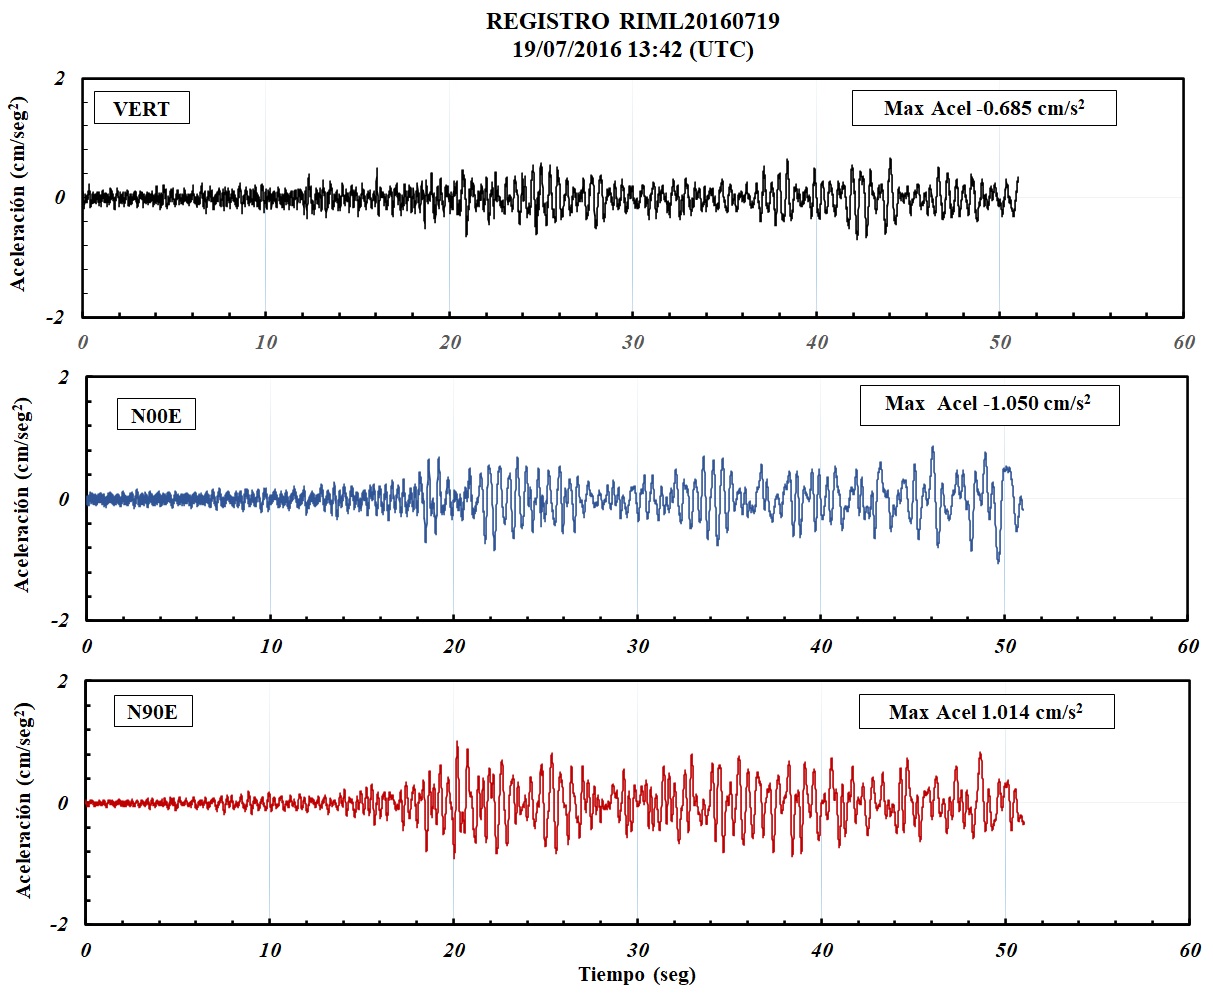 REGISTRO RIML20160719
19/07/2016 13:42 (UTC)
Aceleración (cm/seg²)
2
0
-2
VERT
Max Acel -0.685 cm/s²
0 10 20 30 40 50 60
Aceleración (cm/seg²)
2
0
-2
N00E
Max Acel -1.050 cm/s²
0 10 20 30 40 50 60
Aceleración (cm/seg²)
2
0
-2
N90E
Max Acel 1.014 cm/s²
0 10 20 30 40 50 60
Tiempo (seg)